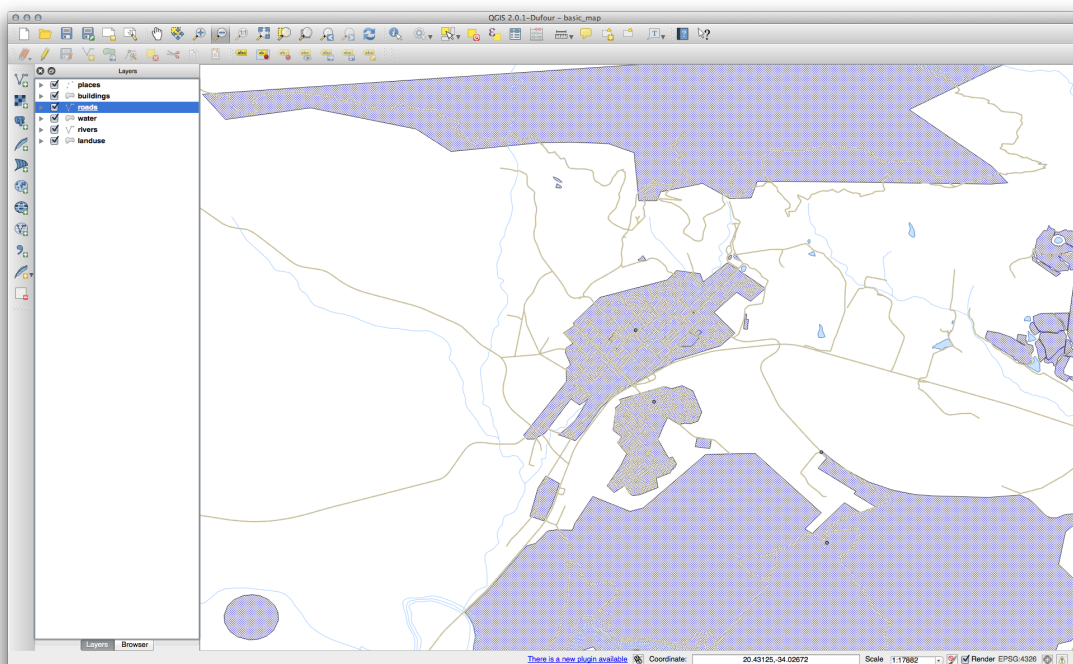 QGIS 2.0.1-Dufour - basic_map
Layers
places
buildings
roads
water
rivers
landuse
Layers Browser
There is a new plugin available Coordinate: 20.43125,-34.02672 Scale 1:17882 Render EPSG:4326